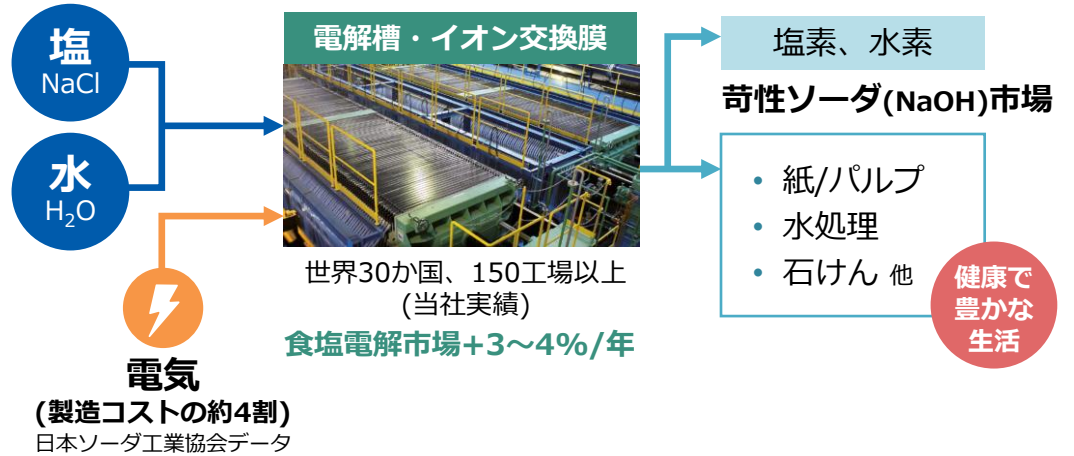 塩
NaCl
水
H₂O
電気
(製造コストの約4割)
日本ソーダ工業協会データ
電解槽・イオン交換膜
世界30か国、150工場以上
(当社実績)
食塩電解市場+3～4%/年
塩素、水素
苛性ソーダ(NaOH)市場
• 紙/パルプ
• 水処理
• 石けん 他
健康で
豊かな
生活